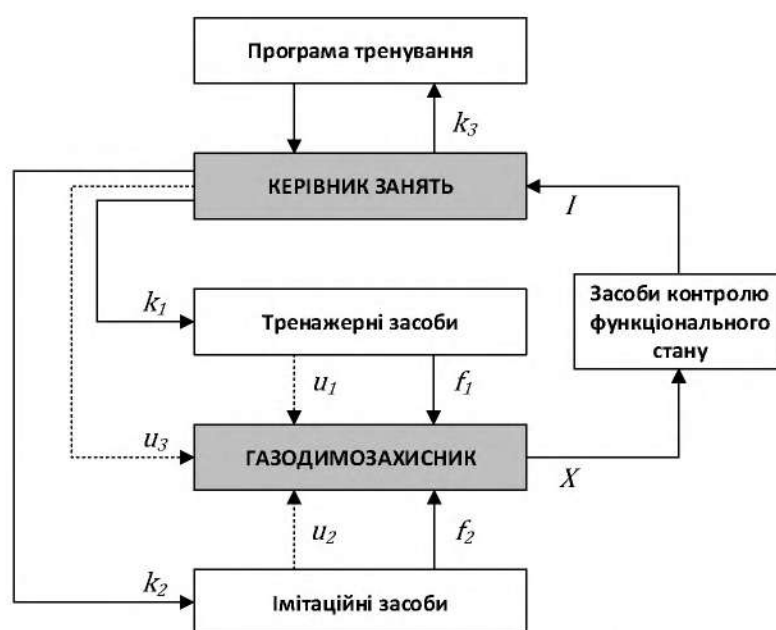 Програма тренування
k3
КЕРІВНИК ЗАНЯТЬ
I
k1
Тренажерні засоби
Засоби контролю
функціонального
стану
u1
f1
u3
ГАЗОДИМОЗАХИСНИК
X
u2
f2
k2
Імітаційні засоби